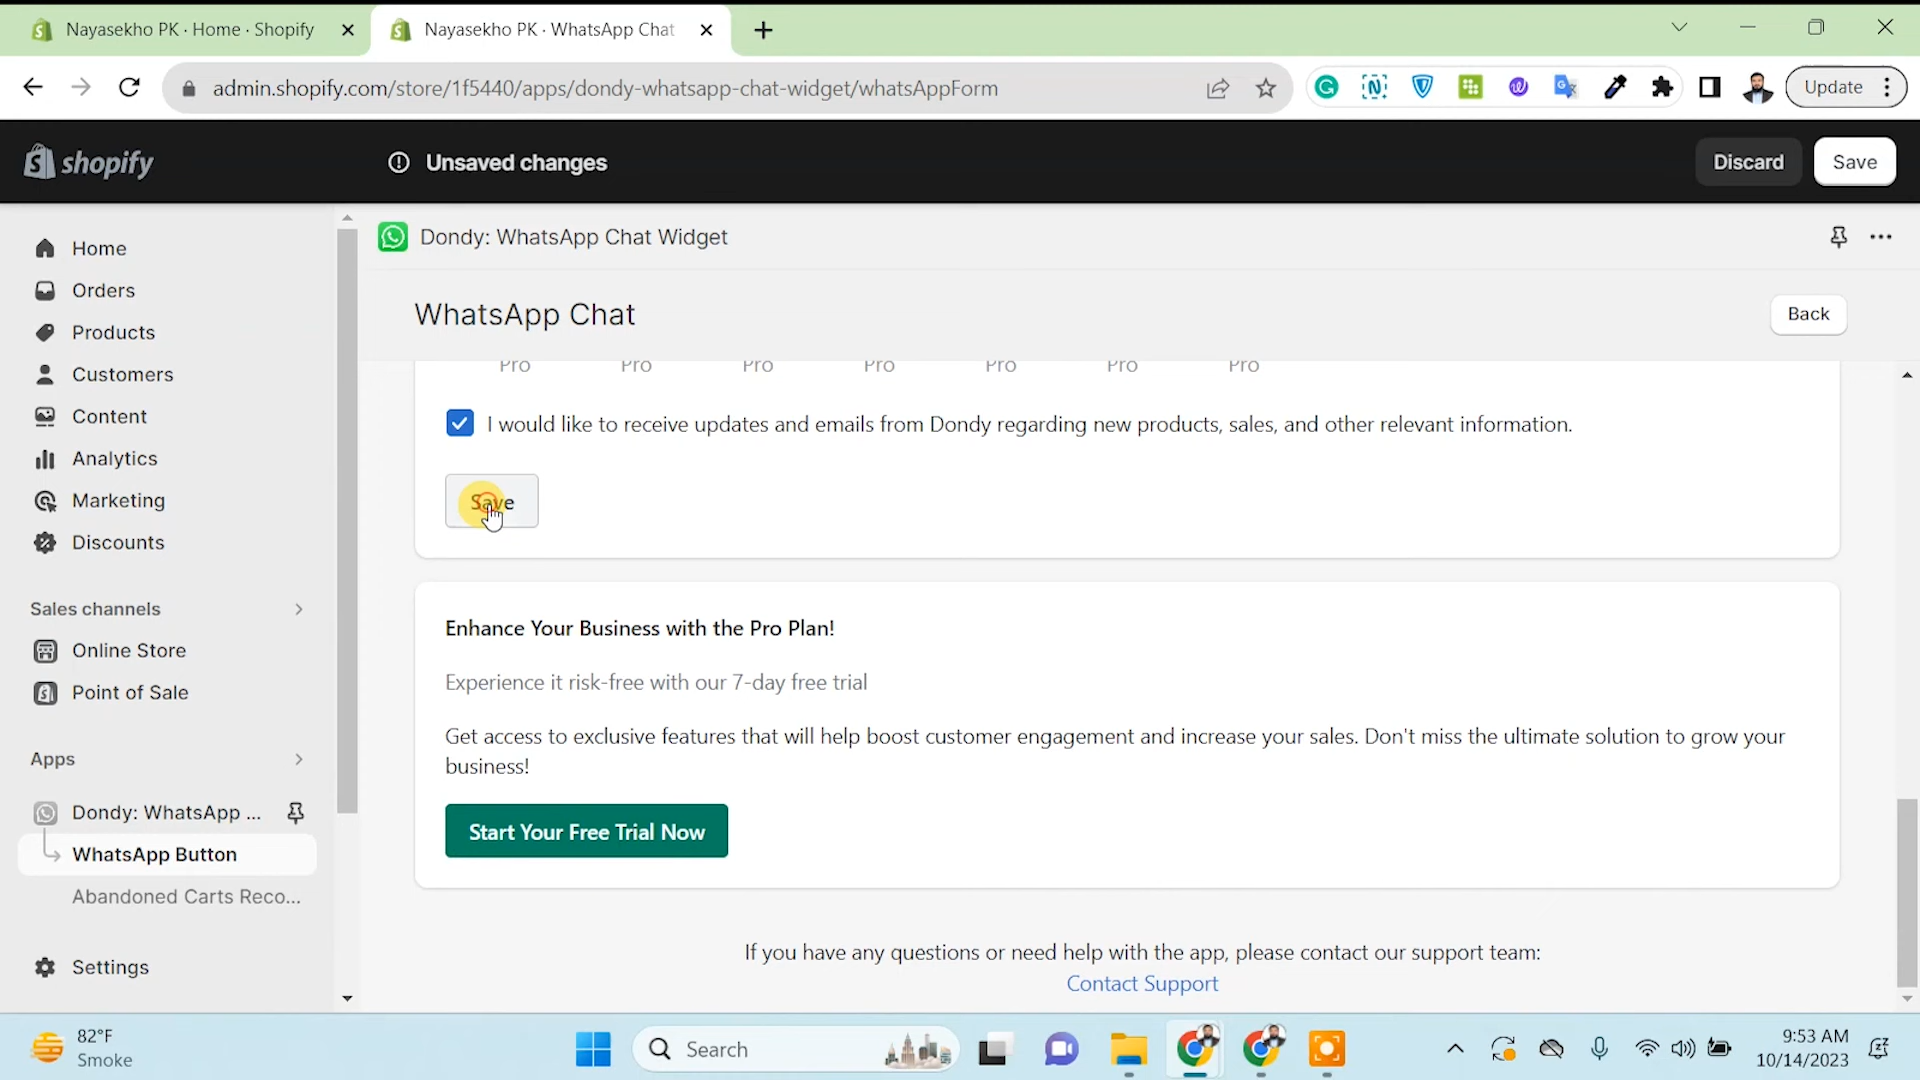 Nayasekho PK · Home · Shopify
Nayasekho PK · WhatsApp Chat
admin.shopify.com/store/1f5440/apps/dondy-whatsapp-chat-widget/whatsAppForm
Update
shopify
Unsaved changes
Discard
Save
Home
Orders
Products
Customers
Content
Analytics
Marketing
Discounts
Sales channels
Online Store
Point of Sale
Apps
Dondy: WhatsApp ...
WhatsApp Button
Abandoned Carts Reco...
Settings
Dondy: WhatsApp Chat Widget
WhatsApp Chat
Back
Pro Pro Pro Pro Pro Pro Pro
I would like to receive updates and emails from Dondy regarding new products, sales, and other relevant information.
Save
Enhance Your Business with the Pro Plan!
Experience it risk-free with our 7-day free trial
Get access to exclusive features that will help boost customer engagement and increase your sales. Don't miss the ultimate solution to grow your
business!
Start Your Free Trial Now
If you have any questions or need help with the app, please contact our support team:
Contact Support
82°F
Smoke
Search
9:53 AM
10/14/2023